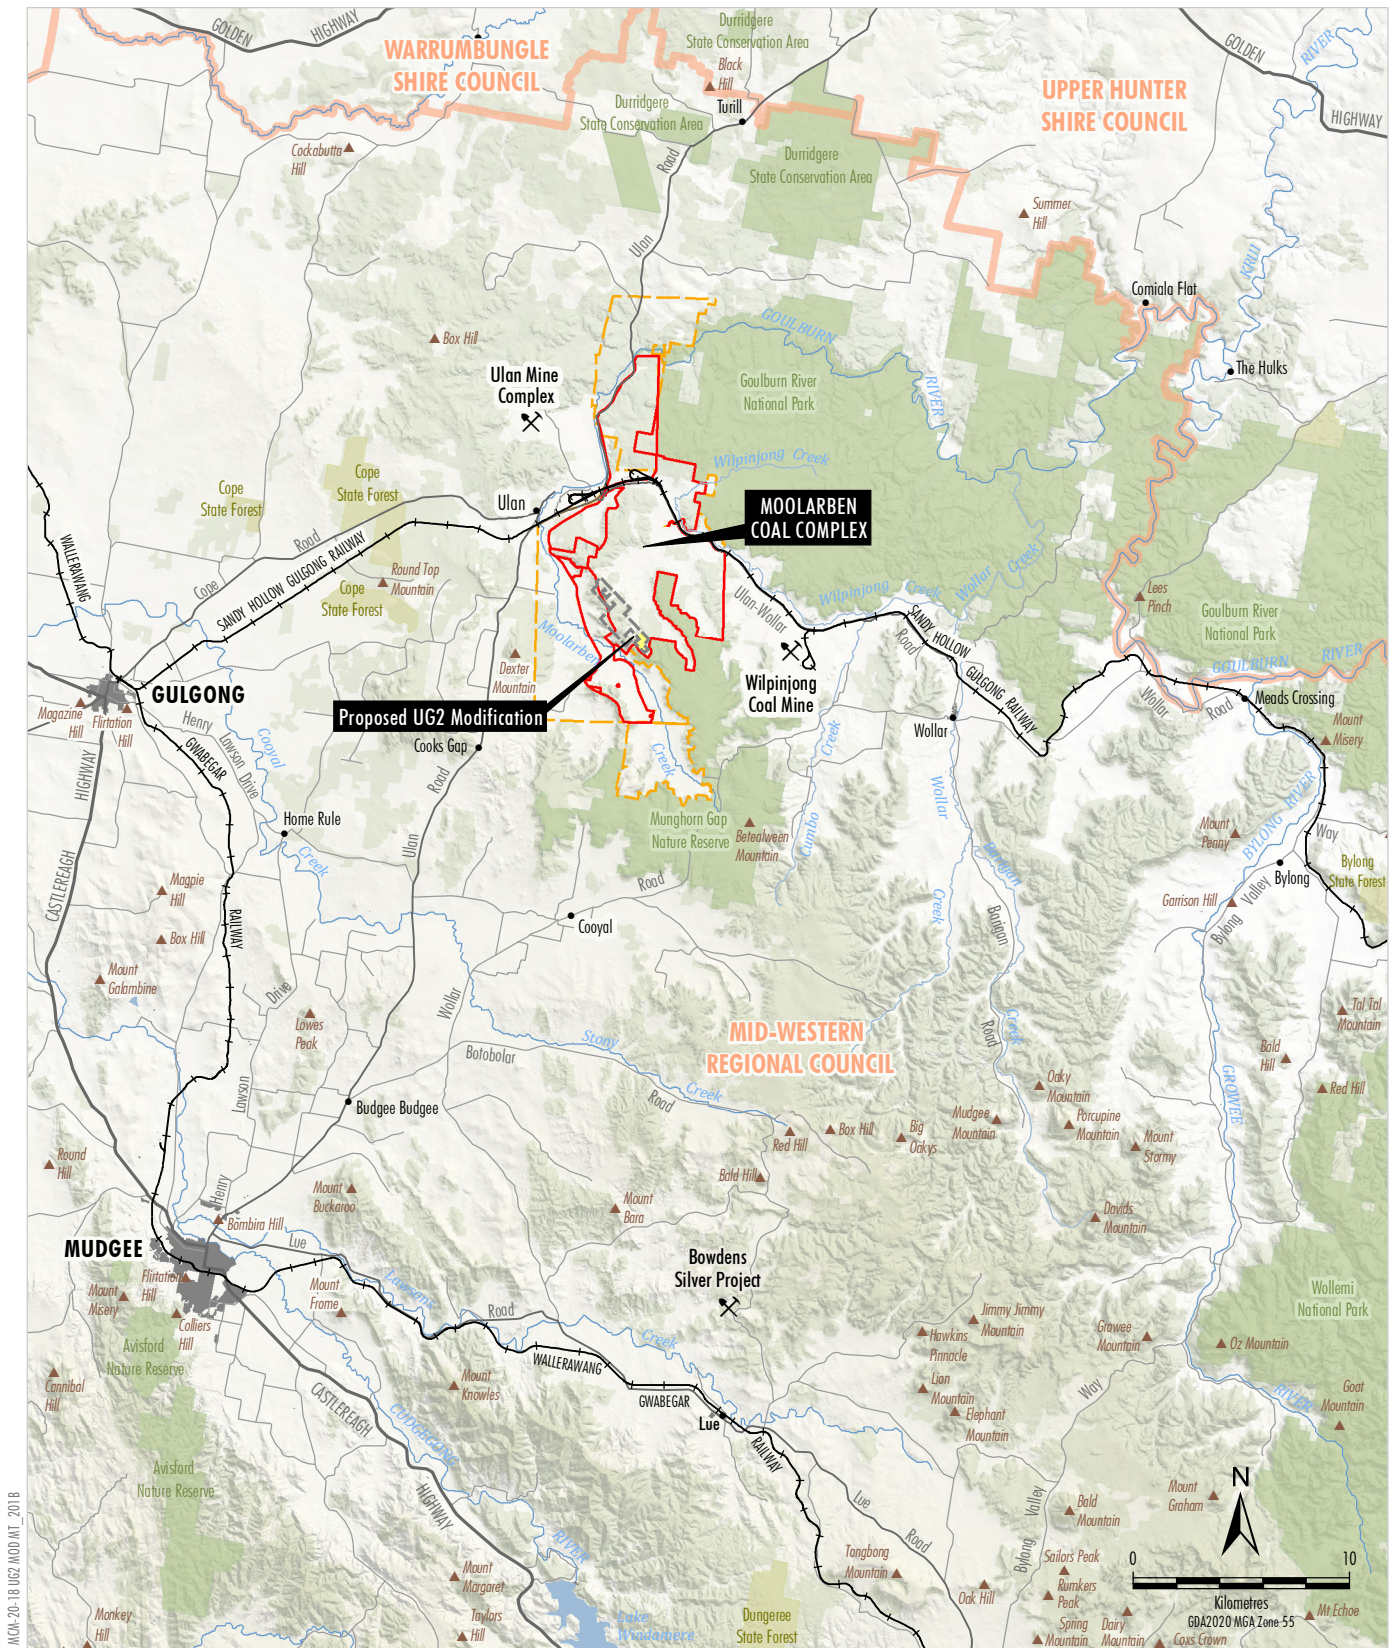 GOLDEN
HIGHWAY
WARRUMBUNGLE
SHIRE COUNCIL
Durridgere
State Conservation Area
Black
Hill
Turill
Durridgere
State Conservation Area
Durridgere
State Conservation Area
UPPER HUNTER
SHIRE COUNCIL
GOLDEN
HIGHWAY
RIVER
KRUI
Cockabutta
Hill
Road
Ulan
Summer
Hill
Comiala Flat
The Hulks
Box Hill
Ulan Mine
Complex
GOULBURN
RIVER
Goulburn River
National Park
Wilpinjong Creek
Cope
State Forest
Cope
State Forest
Ulan
MOOLARBEN
COAL COMPLEX
WALLERAWANG
Cope
Road
SANDY HOLLOW GULGONG RAILWAY
Round Top
Mountain
Cope
State Forest
Ulan-Wollar
Road
Wilpinjong
Creek
Wollar
Creek
Lees
Pinch
Goulburn River
National Park
SANDY HOLLOW
GULGONG RAILWAY
GOULBURN
RIVER
Moolarben
Creek
Dexter
Mountain
Wilpinjong
Coal Mine
GULGONG
Magazine
Hill
Flirtation
Hill
Proposed UG2 Modification
Cooks Gap
Wollar
Wollar
Road
Meads Crossing
Mount
Misery
Henry
Lawson
Drive
GWABEGAR
RAILWAY
Cooyal
Creek
HIGHWAY
CASTLEREAGH
Home Rule
Road
Ulan
Munghorn Gap
Nature Reserve
Betealween
Mountain
Cumbo
Creek
Wollar
Creek
Barigan
Creek
Barigan
Road
Mount
Penny
BYLONG
RIVER
Way
Bylong
Bylong
State Forest
Garrison Hill
Bylong
Valley
Magpie
Hill
Box Hill
Mount
Galambine
Road
Cooyal
Wollar
Drive
Lowes
Peak
Lawson
Henry
Botobolar
Road
Stony
Creek
MID-WESTERN
REGIONAL COUNCIL
Tal Tal
Mountain
Bald
Hill
Red Hill
GROWEE
RIVER
Oaky
Mountain
Mudgee
Mountain
Porcupine
Mountain
Mount
Stormy
Budgee Budgee
Red Hill
Box Hill
Big
Oakys
Round
Hill
Bald Hill
Mount
Buckaroo
Mount
Bara
Davids
Mountain
Bombira Hill
MUDGEE
Lue
Road
Lawsons
Creek
Bowdens
Silver Project
Flirtation
Hill
Mount
Misery
Colliers
Hill
Mount
Frome
Wollemi
National Park
Jimmy Jimmy
Mountain
Hawkins
Pinnacle
Growee
Mountain
Oz Mountain
Avisford
Nature Reserve
Cannibal
Hill
Mount
Knowles
WALLERAWANG
GWABEGAR
RAILWAY
Lue
Lion
Mountain
Elephant
Mountain
Way
Goat
Mountain
CASTLEREAGH
HIGHWAY
CUDGEGONG
RIVER
Avisford
Nature Reserve
Lue
Road
Bylong
Valley
Bald
Mountain
Mount
Graham
N
0
10
Kilometres
GDA2020 MGA Zone 55
Tongbong
Mountain
Sailors Peak
Rumkers
Peak
Oak Hill
Mount
Margaret
Monkey
Hill
Taylors
Hill
Lake
Windamere
Dungeree
State Forest
Spring
Mountain
Dairy
Mountain
Coxs Crown
Mt Echoe
MCM-20-18 UG2 MOD MT_201B